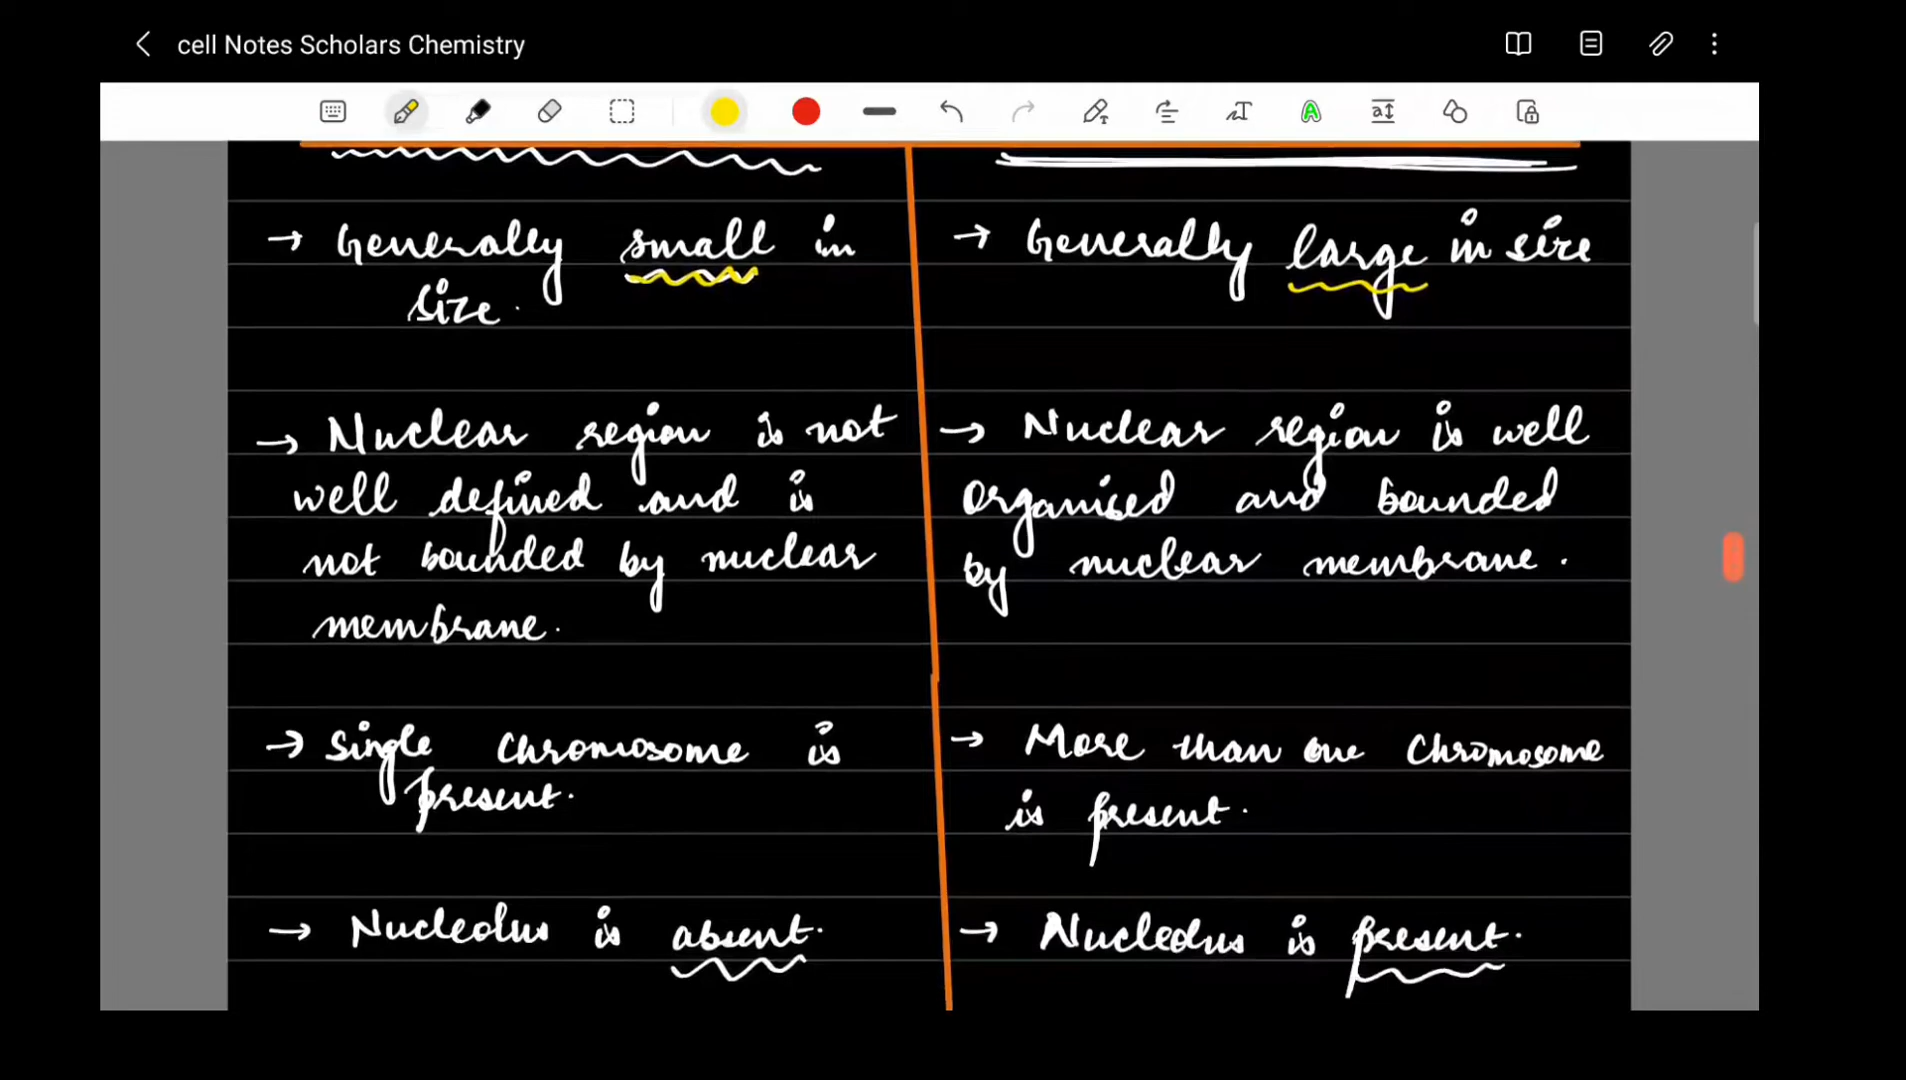 cell Notes Scholars Chemistry
→ Generally small in
size.
→ Nuclear region is not
well defined and is
not bounded by nuclear
membrane.
→ Single chromosome is
present.
→ Nucleolus is absent.
→ Generally large in size
→ Nuclear region is well
organised and bounded
by nuclear membrane.
→ More than one chromosome
is present.
→ Nucleolus is present.